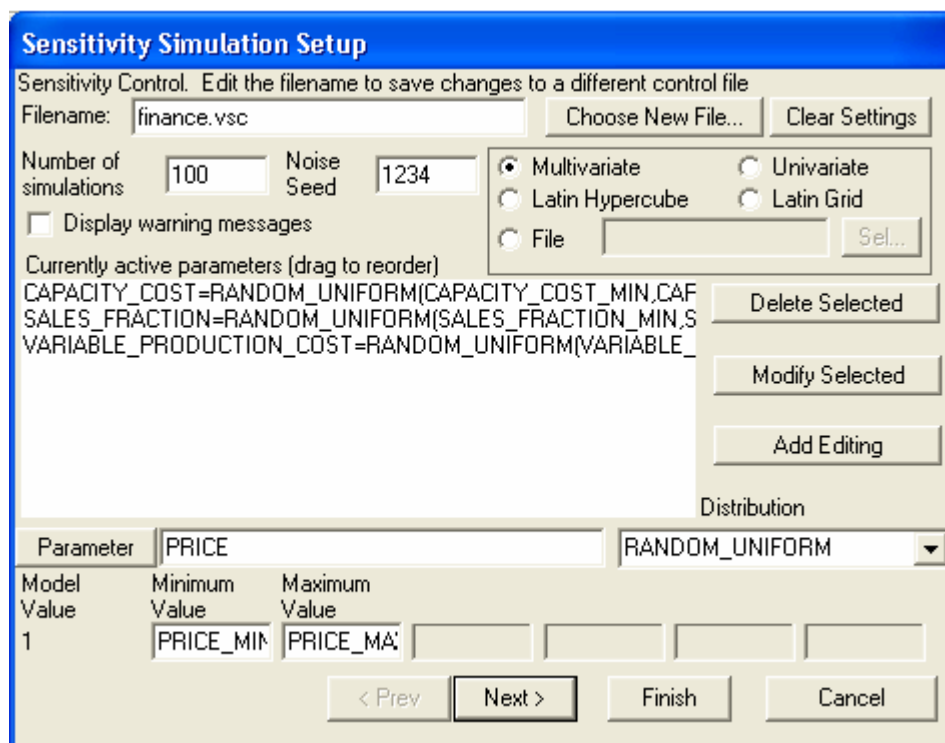 Sensitivity Simulation Setup
Sensitivity Control. Edit the filename to save changes to a different control file
Filename: finance.vsc Choose New File... Clear Settings
Number of simulations 100 Noise Seed 1234 Multivariate Univariate
Latin Hypercube Latin Grid
Display warning messages
File Sel...
Currently active parameters (drag to reorder)
CAPACITY_COST=RANDOM_UNIFORM(CAPACITY_COST_MIN,CAP
SALES_FRACTION=RANDOM_UNIFORM(SALES_FRACTION_MIN,S
VARIABLE_PRODUCTION_COST=RANDOM_UNIFORM(VARIABLE_
Delete Selected
Modify Selected
Add Editing
Distribution
Parameter PRICE RANDOM_UNIFORM
Model Value Minimum Value Maximum Value
1 PRICE_MIN PRICE_MA
< Prev Next > Finish Cancel